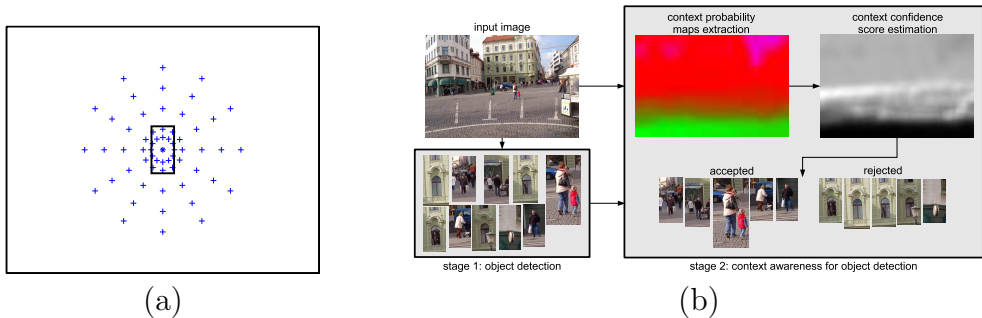 input image
context probability
maps extraction
context confidence
score estimation
accepted
rejected
stage 1: object detection
stage 2: context awareness for object detection
(a)
(b)